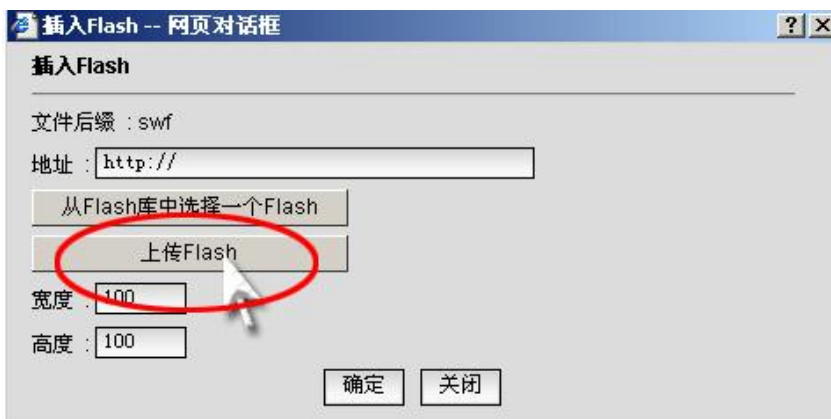 插入Flash -- 网页对话框
插入Flash
文件后缀 : swf
地址 : http://
从Flash库中选择一个Flash
上传Flash
宽度 : 100
高度 : 100
确定 关闭